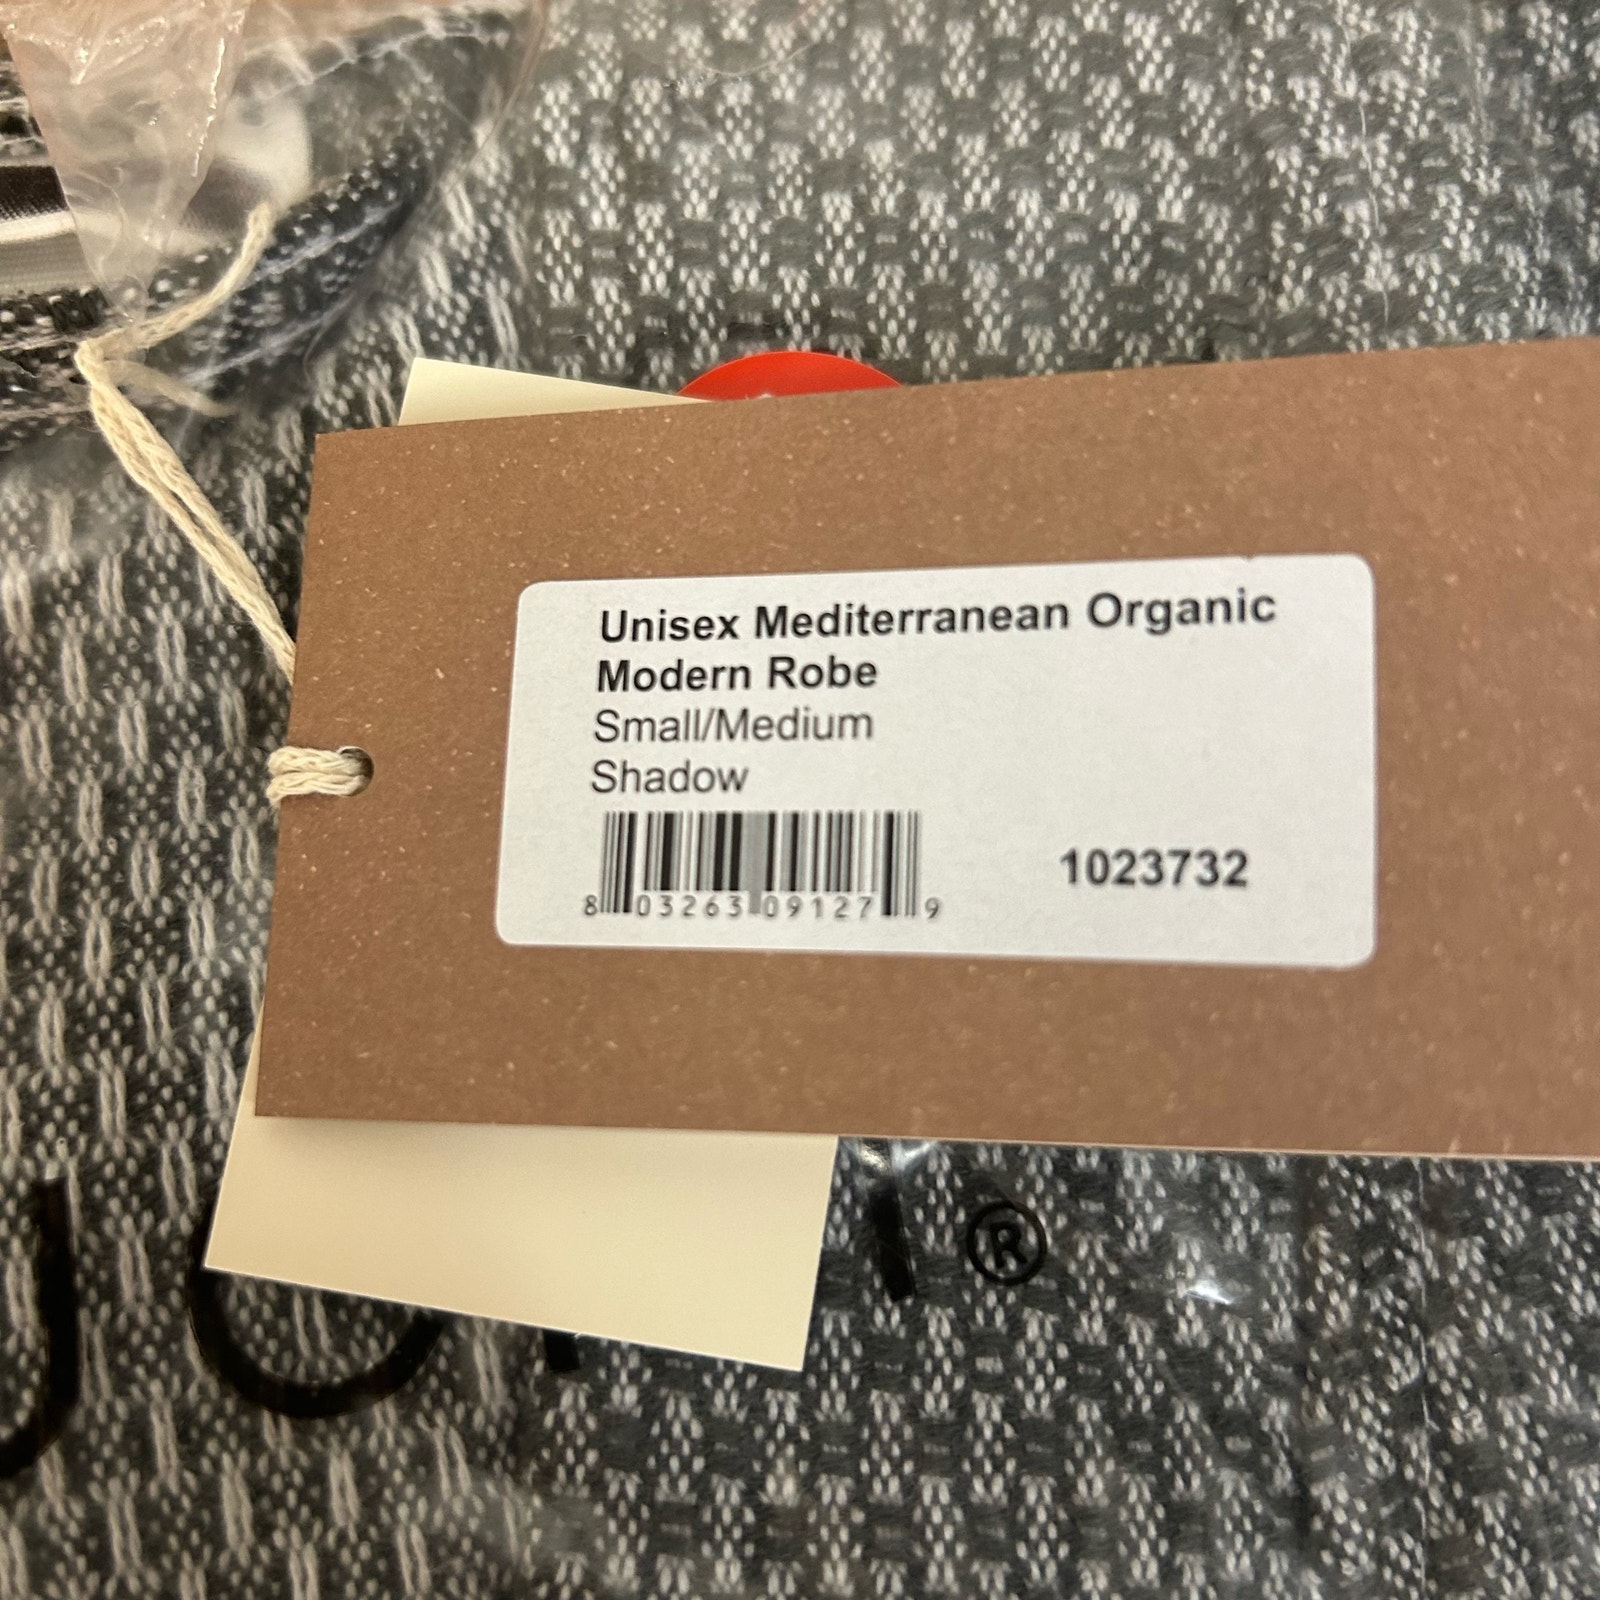 Unisex Mediterranean Organic
Modern Robe
Small/Medium
Shadow
8 03263 09127 9
1023732
®